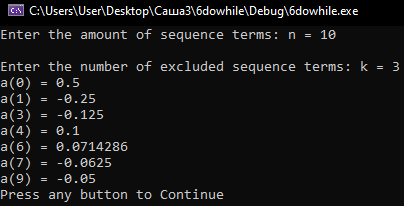 C:\Users\User\Desktop\Саша3\6dowhile\Debug\6dowhile.exe
Enter the amount of sequence terms: n = 10
Enter the number of excluded sequence terms: k = 3
a(0) = 0.5
a(1) = -0.25
a(3) = -0.125
a(4) = 0.1
a(6) = 0.0714286
a(7) = -0.0625
a(9) = -0.05
Press any button to Continue